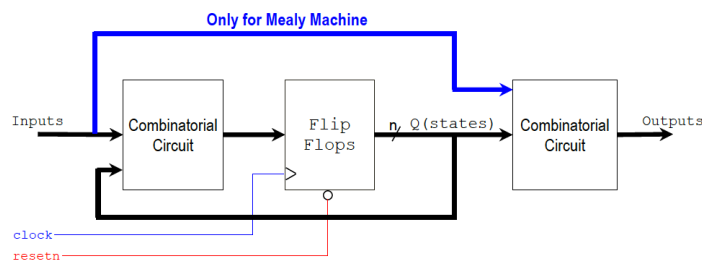 Only for Mealy Machine
Inputs
Combinatorial
Circuit
Flip
Flops
n
Q(states)
Combinatorial
Circuit
Outputs
clock
resetn